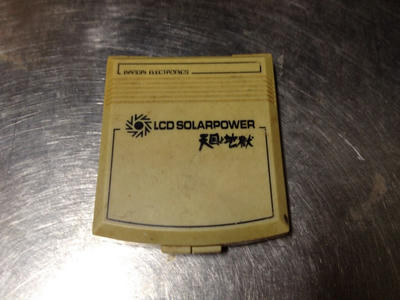 BANDAI ELECTRONICS
LCD SOLARPOWER
天国と地獄